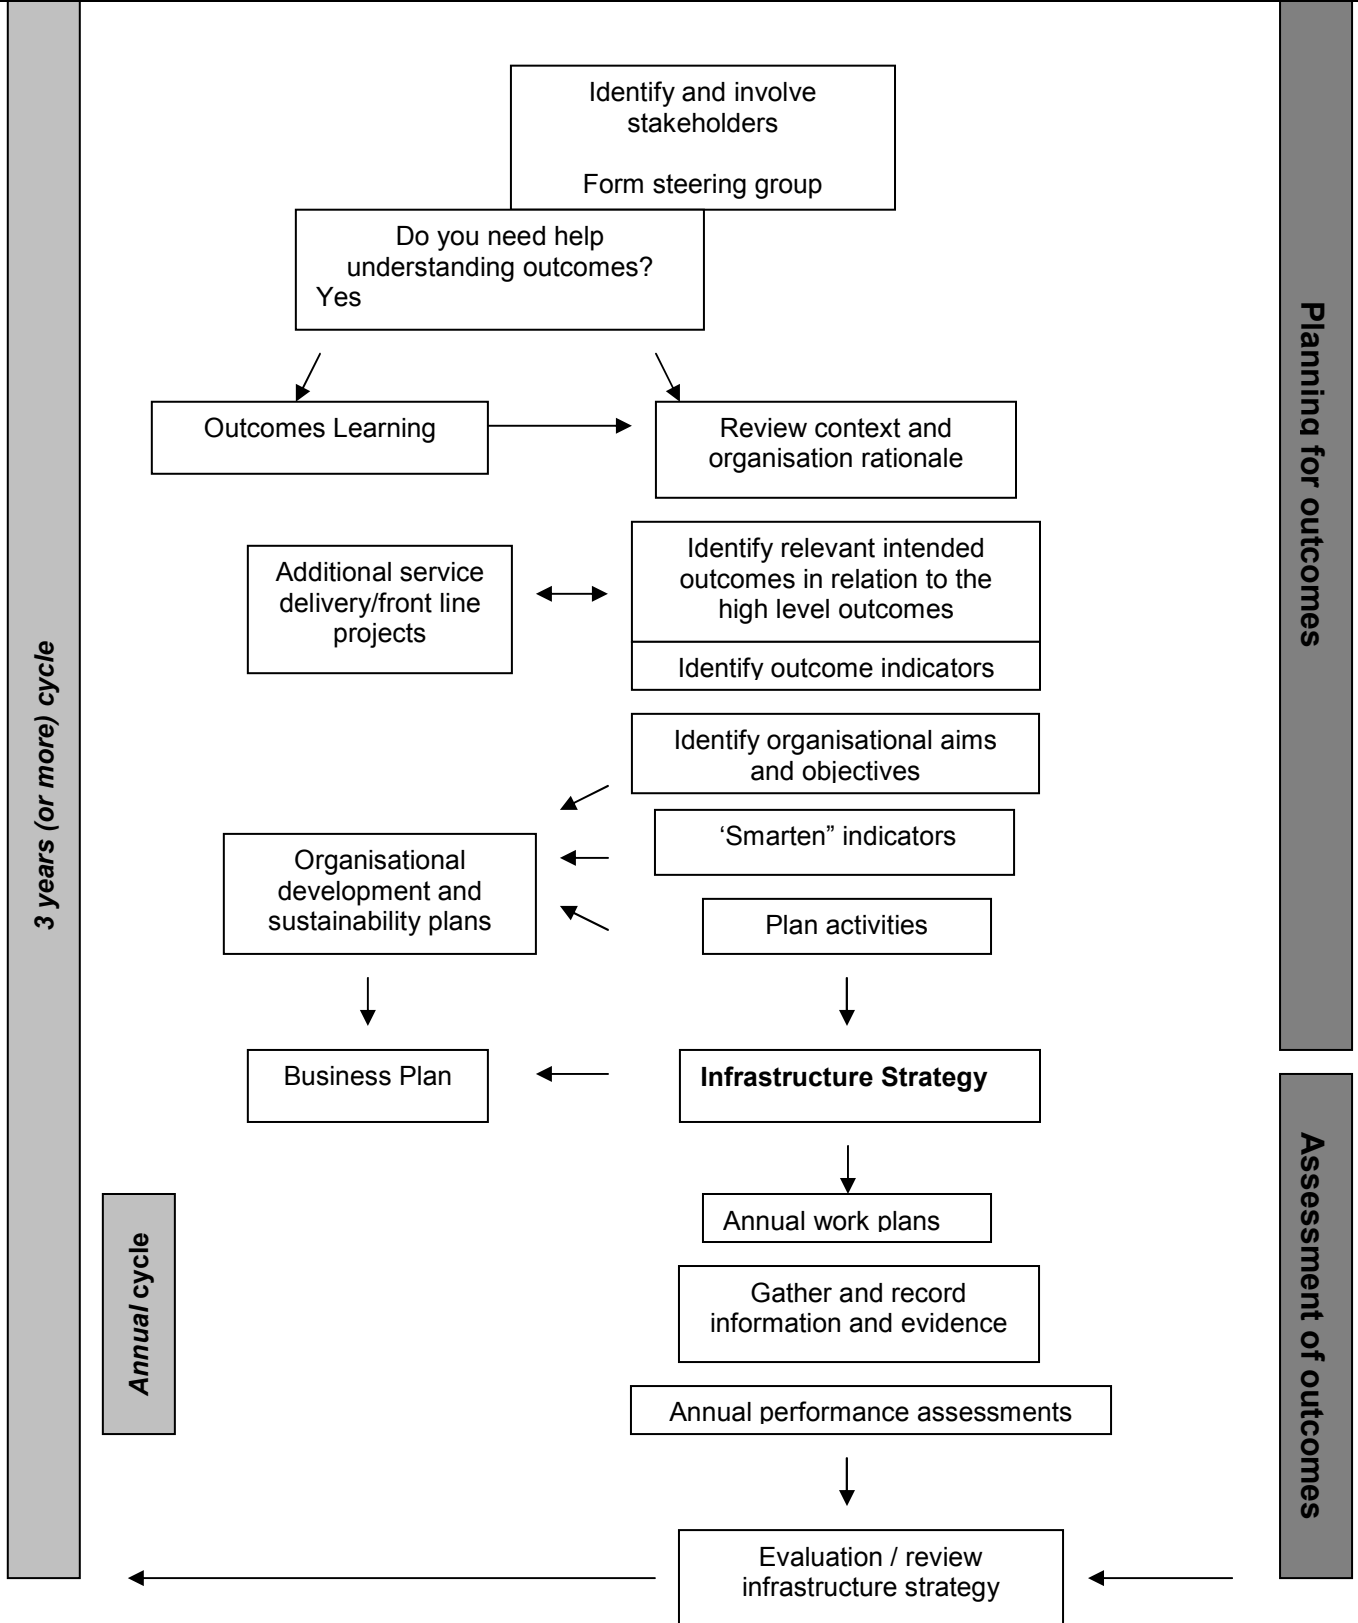 Identify and involve
stakeholders
Form steering group
Do you need help
understanding outcomes?
Yes
Outcomes Learning
Review context and
organisation rationale
Additional service
delivery/front line
projects
Identify relevant intended
outcomes in relation to the
high level outcomes
Identify outcome indicators
Identify organisational aims
and objectives
‘Smarten” indicators
Organisational
development and
sustainability plans
Plan activities
Business Plan
Infrastructure Strategy
Annual work plans
Gather and record
information and evidence
Annual performance assessments
Evaluation / review
infrastructure strategy
3 years (or more) cycle
Annual cycle
Planning for outcomes
Assessment of outcomes